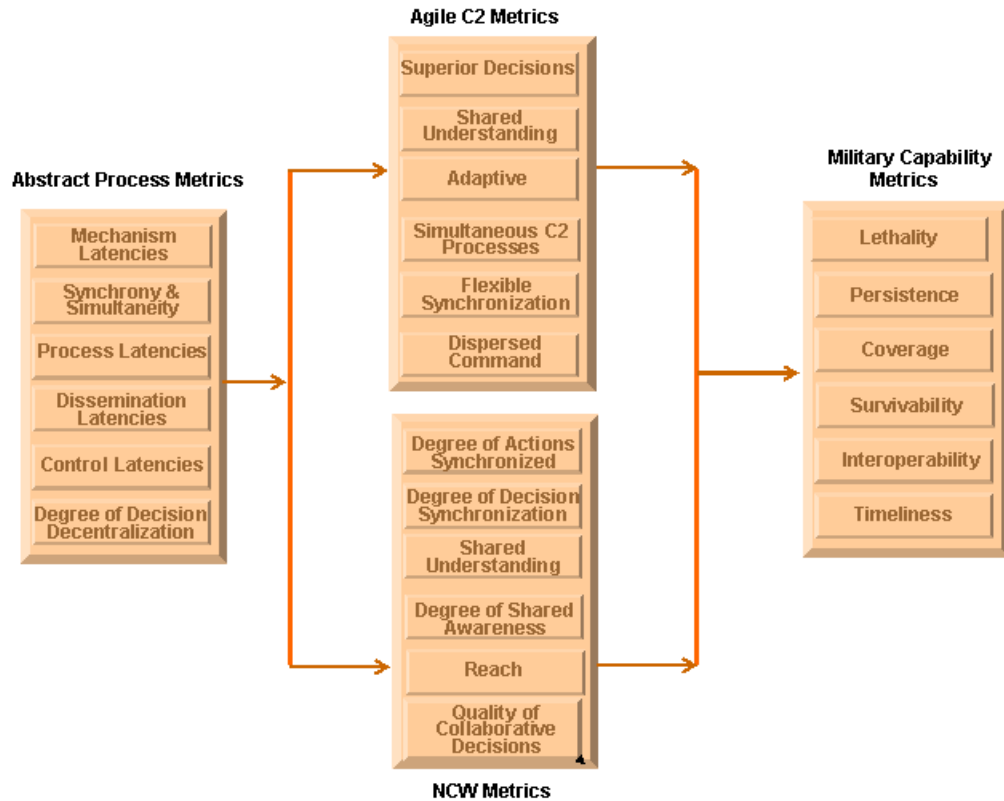 Abstract Process Metrics
Mechanism
Latencies
Synchrony &
Simultaneity
Process Latencies
Dissemination
Latencies
Control Latencies
Degree of Decision
Decentralization
Agile C2 Metrics
Superior Decisions
Shared
Understanding
Adaptive
Simultaneous C2
Processes
Flexible
Synchronization
Dispersed
Command
Degree of Actions
Synchronized
Degree of Decision
Synchronization
Shared
Understanding
Degree of Shared
Awareness
Reach
Quality of
Collaborative
Decisions
NCW Metrics
Military Capability
Metrics
Lethality
Persistence
Coverage
Survivability
Interoperability
Timeliness